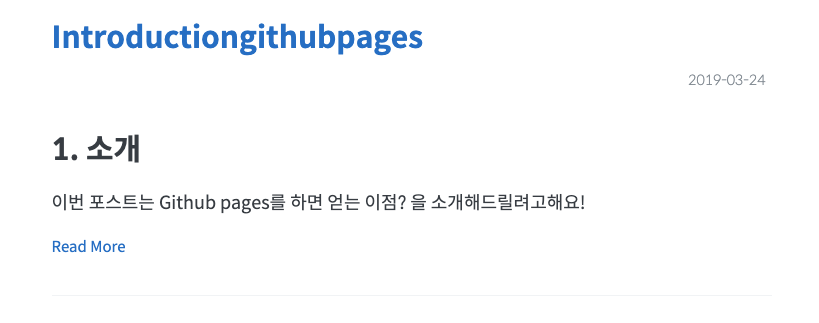 Introductiongithubpages
2019-03-24
1. 소개
이번 포스트는 Github pages를 하면 얻는 이점? 을 소개해드릴려고해요!
Read More